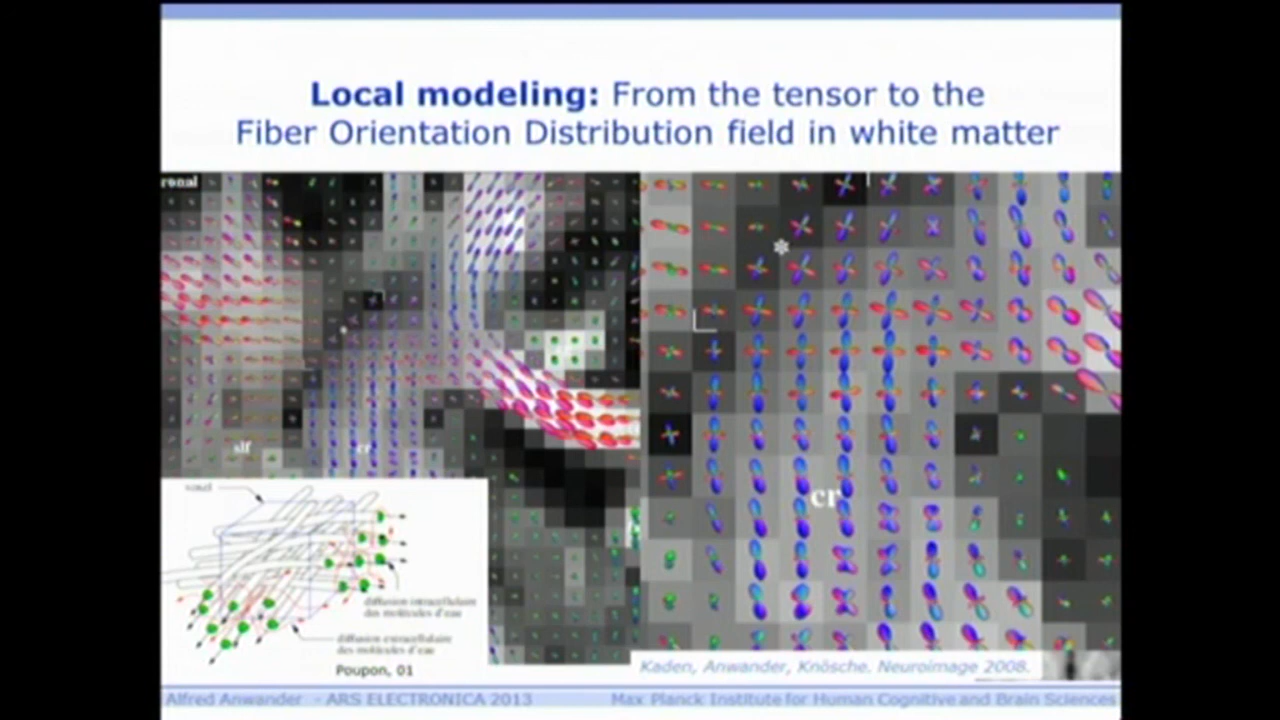 Local modeling: From the tensor to the
Fiber Orientation Distribution field in white matter
ronal
slf
cr
cr
voxel
diffusion intracellulaire
des molécules d'eau
diffusion extracellulaire
des molécules d'eau
Poupon, 01
Kaden, Anwander, Knösche. Neuroimage 2008.
Alfred Anwander - ARS ELECTRONICA 2013
Max Planck Institute for Human Cognitive and Brain Sciences